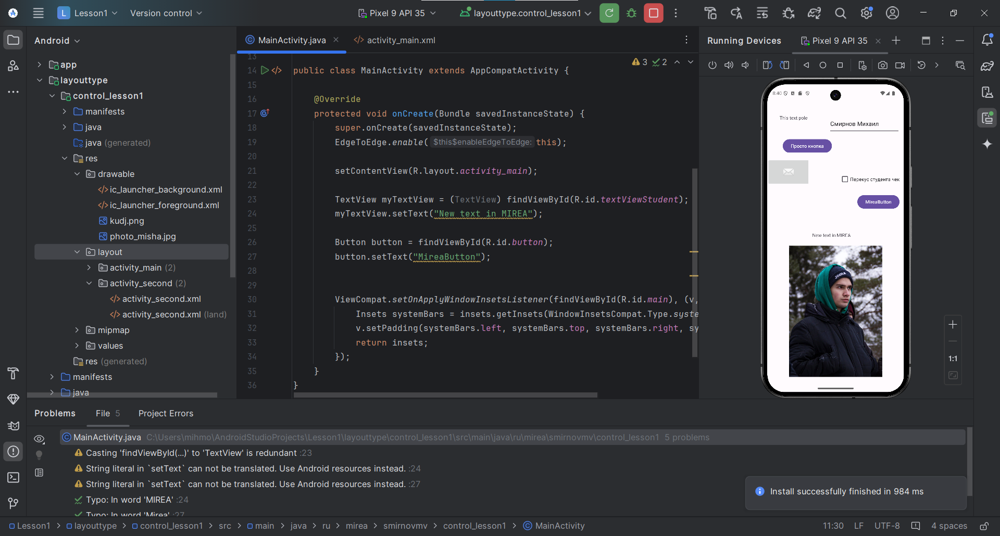 L Lesson1 Version control Pixel 9 API 35 layouttype.control_lesson1
Android
app
layouttype
control_lesson1
manifests
java
java (generated)
res
drawable
ic_launcher_background.xml
ic_launcher_foreground.xml
kudj.png
photo_misha.jpg
layout
activity_main (2)
activity_second (2)
activity_second.xml
activity_second.xml (land)
mipmap
values
res (generated)
manifests
java
MainActivity.java activity_main.xml
3 2
13
14 public class MainActivity extends AppCompatActivity {
15
16 @Override
17 protected void onCreate(Bundle savedInstanceState) {
18 super.onCreate(savedInstanceState);
19 EdgeToEdge.enable( $this$enableEdgeToEdge: this);
20
21 setContentView(R.layout.activity_main);
22
23 TextView myTextView = (TextView) findViewById(R.id.textViewStudent);
24 myTextView.setText("New text in MIREA");
25
26 Button button = findViewById(R.id.button);
27 button.setText("MireaButton");
28
29
30 ViewCompat.setOnApplyWindowInsetsListener(findViewById(R.id.main), (v,
31 Insets systemBars = insets.getInsets(WindowInsetsCompat.Type.syste
32 v.setPadding(systemBars.left, systemBars.top, systemBars.right, sy
33 return insets;
34 });
35 }
36 }
Running Devices Pixel 9 API 35
8:40
This text pole
Смирнов Михаил
Просто кнопка
Перекус студента чек
MireaButton
New text in MIREA
JOMA
1:1
Problems File 5 Project Errors
MainActivity.java C:\Users\mihmo\AndroidStudioProjects\Lesson1\layouttype\control_lesson1\src\main\java\ru\mirea\smirnovmv\control_lesson1 5 problems
Casting 'findViewById(...)' to 'TextView' is redundant :23
String literal in `setText` can not be translated. Use Android resources instead. :24
String literal in `setText` can not be translated. Use Android resources instead. :27
Typo: In word 'MIREA' :24
Typo: In word 'Mirea' :27
Install successfully finished in 984 ms
Lesson1 > layouttype > control_lesson1 > src > main > java > ru > mirea > smirnovmv > control_lesson1 > MainActivity 11:30 LF UTF-8 4 spaces